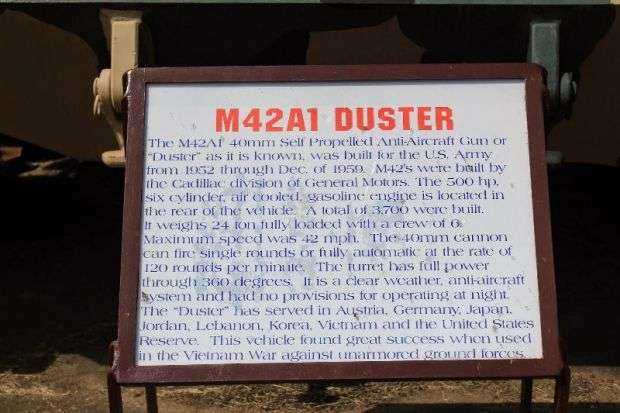 M42A1 DUSTER
The M42A1 40mm Self Propelled Anti-Aircraft Gun or
"Duster" as it is known, was built for the U.S. Army
from 1952 through Dec. of 1959. M42's were built by
the Cadillac division of General Motors. The 500 hp,
six cylinder, air cooled, gasoline engine is located in
the rear of the vehicle. A total of 3,700 were built.
It weighs 24 ton fully loaded with a crew of 6.
Maximum speed was 42 mph. The 40mm cannon
can fire single rounds or fully automatic at the rate of
120 rounds per minute. The turret has full power
through 360 degrees. It is a clear weather, anti-aircraft
system and had no provisions for operating at night.
The "Duster" has served in Austria, Germany, Japan,
Jordan, Lebanon, Korea, Vietnam and the United States
Reserve. This vehicle found great success when used
in the Vietnam War against unarmored ground forces.